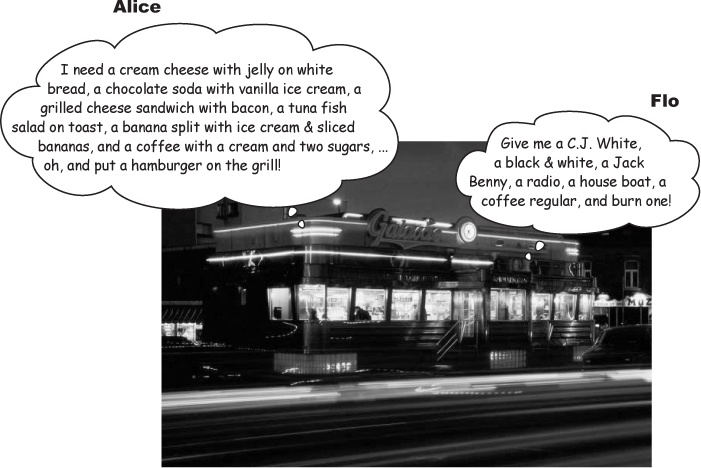 Alice
I need a cream cheese with jelly on white
bread, a chocolate soda with vanilla ice cream, a
grilled cheese sandwich with bacon, a tuna fish
salad on toast, a banana split with ice cream & sliced
bananas, and a coffee with a cream and two sugars, ...
oh, and put a hamburger on the grill!
Flo
Give me a C.J. White,
a black & white, a Jack
Benny, a radio, a house boat, a
coffee regular, and burn one!